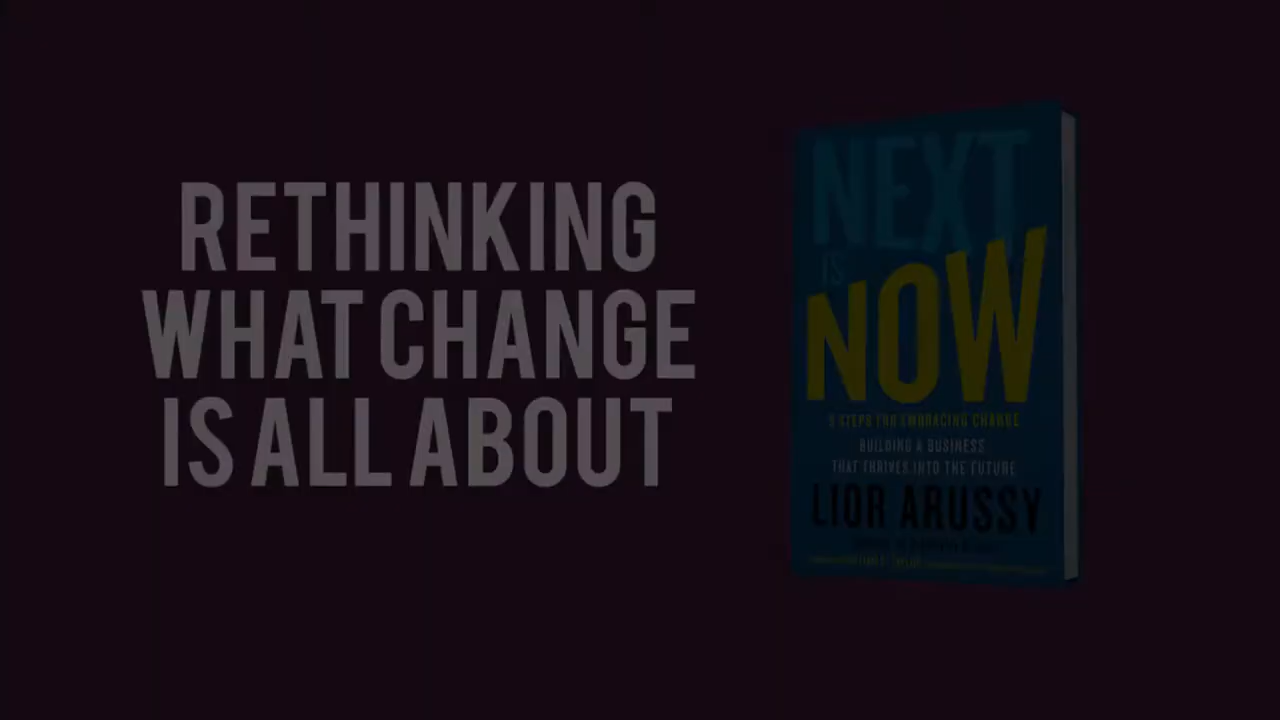 RETHINKING
WHAT CHANGE
IS ALL ABOUT
NEXT
IS
NOW
5 STEPS FOR EMBRACING CHANGE
BUILDING A BUSINESS
THAT THRIVES INTO THE FUTURE
LIOR ARUSSY